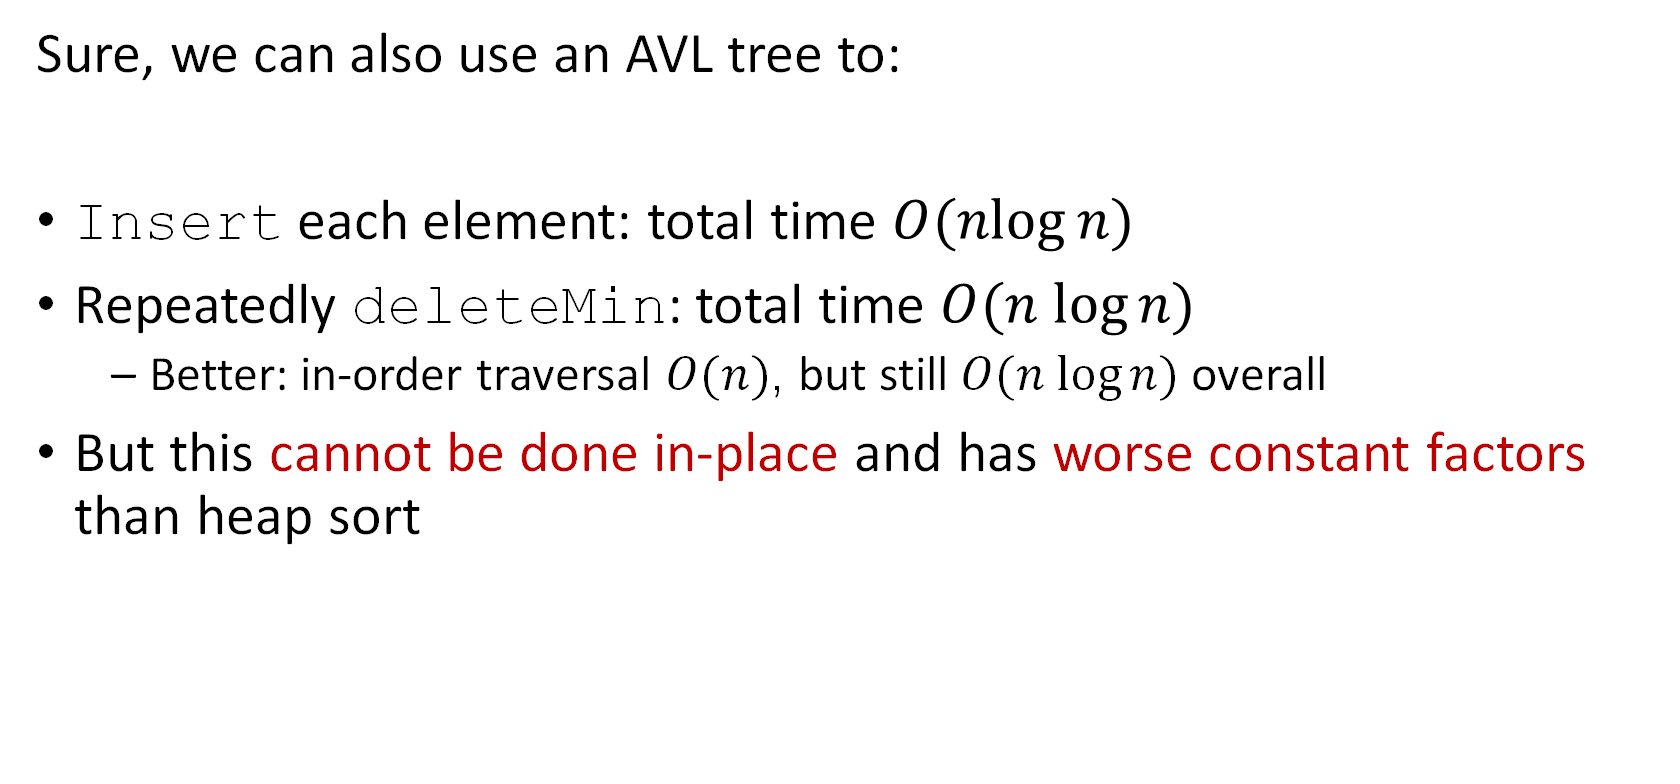 Sure, we can also use an AVL tree to:
• Insert each element: total time O(nlog n)
• Repeatedly deleteMin: total time O(n log n)
– Better: in-order traversal O(n), but still O(n log n) overall
• But this cannot be done in-place and has worse constant factors
than heap sort